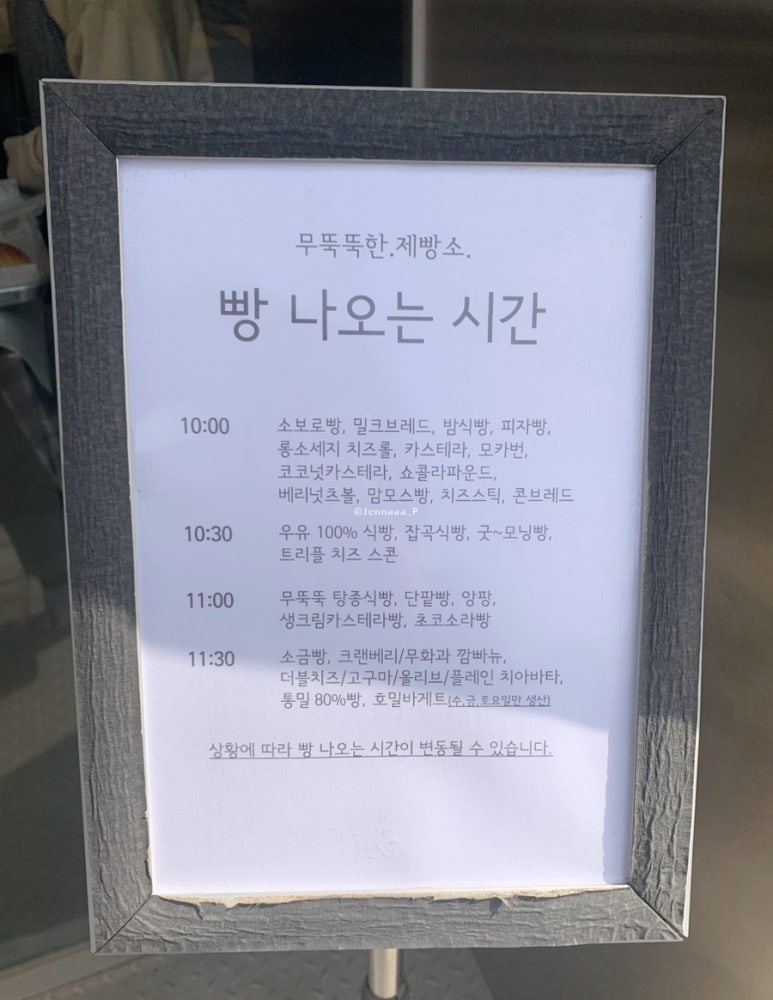 무뚝뚝한.제빵소.
빵 나오는 시간
10:00 소보로빵, 밀크브레드, 밤식빵, 피자빵,
롱소세지 치즈롤, 카스테라, 모카번,
코코넛카스테라, 쇼콜라파운드,
베리넛츠볼, 맘모스빵, 치즈스틱, 콘브레드
©Jennaaa_P
10:30 우유 100% 식빵, 잡곡식빵, 굿~모닝빵,
트리플 치즈 스콘
11:00 무뚝뚝 탕종식빵, 단팥빵, 앙팡,
생크림카스테라빵, 초코소라빵
11:30 소금빵, 크랜베리/무화과 깜빠뉴,
더블치즈/고구마/올리브/플레인 치아바타,
통밀 80%빵, 호밀바게트(수,금,토요일만 생산)
상황에 따라 빵 나오는 시간이 변동될 수 있습니다.